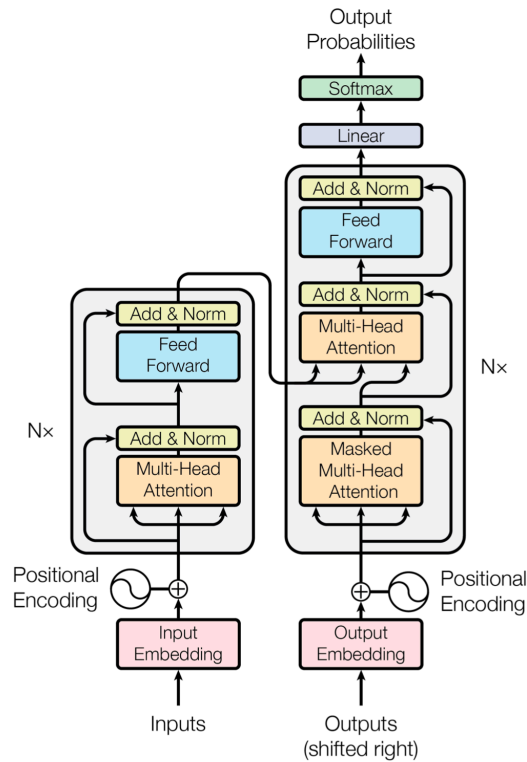 Output
Probabilities
Softmax
Linear
Add & Norm
Feed
Forward
Add & Norm
Multi-Head
Attention
Add & Norm
Masked
Multi-Head
Attention
N×
Positional
Encoding
Output
Embedding
Outputs
(shifted right)
Add & Norm
Feed
Forward
Add & Norm
Multi-Head
Attention
N×
Positional
Encoding
Input
Embedding
Inputs